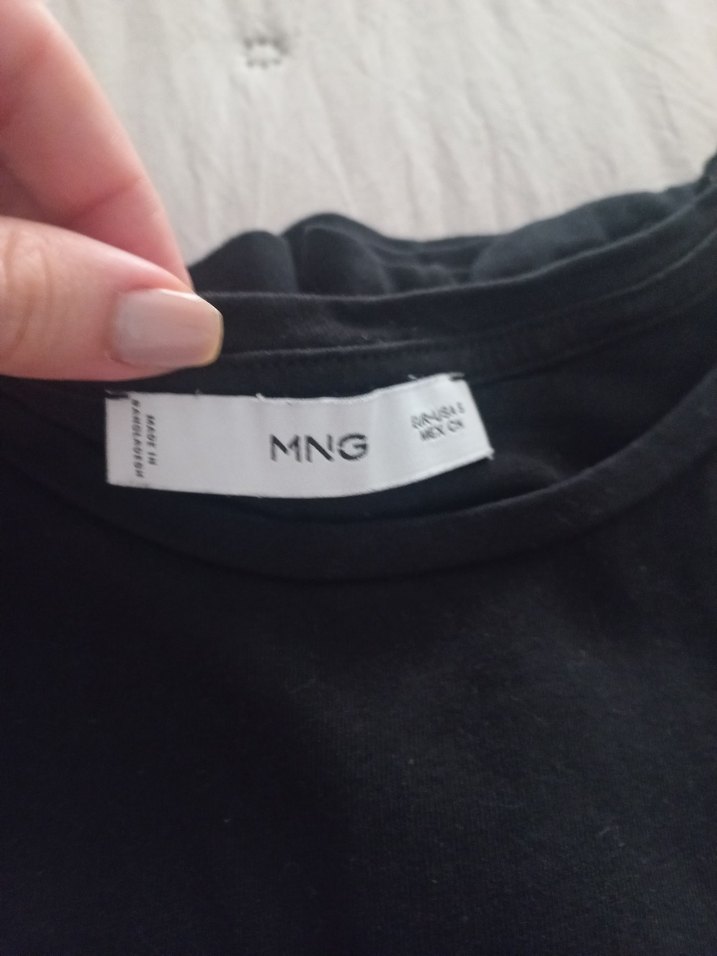 MADE IN
BANGLADESH
MNG
EUR-USA S
MEX CH